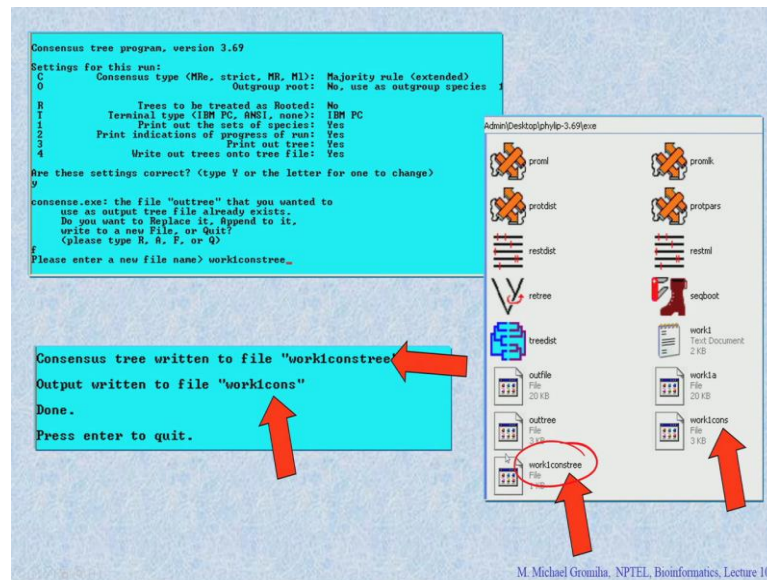 Consensus tree program, version 3.69
Settings for this run:
C Consensus type (MRe, strict, MR, Ml): Majority rule (extended)
O Outgroup root: No, use as outgroup species 1
R Trees to be treated as Rooted: No
T Terminal type (IBM PC, ANSI, none): IBM PC
1 Print out the sets of species: Yes
2 Print indications of progress of run: Yes
3 Print out tree: Yes
4 Write out trees onto tree file: Yes
Are these settings correct? (type Y or the letter for one to change)
y
consense.exe: the file "outtree" that you wanted to
use as output tree file already exists.
Do you want to Replace it, Append to it,
write to a new File, or Quit?
(please type R, A, F, or Q)
f
Please enter a new file name> work1constree_
Consensus tree written to file "work1constree
Output written to file "work1cons"
Done.
Press enter to quit.
Admin\Desktop\phylip-3.69\exe
proml
promlk
protdist
protpars
restdist
restml
retree
seqboot
treedist
work1
Text Document
2 KB
outfile
File
20 KB
work1a
File
20 KB
outtree
File
3 KB
work1cons
File
3 KB
work1constree
File
KB
M. Michael Gromiha, NPTEL, Bioinformatics, Lecture 10